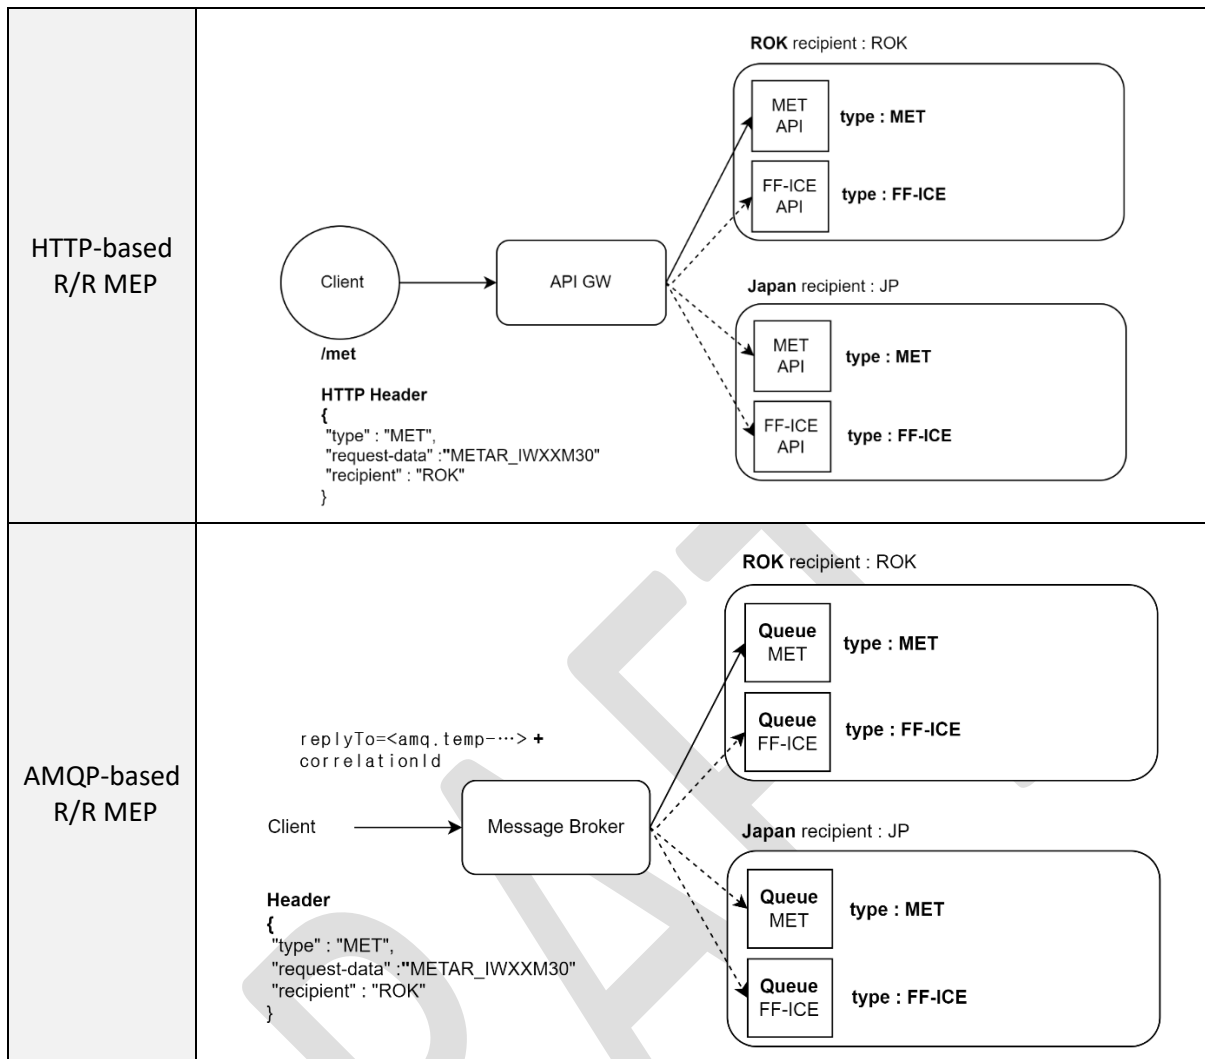 HTTP-based
R/R MEP
ROK recipient : ROK
MET
API
type : MET
FF-ICE
API
type : FF-ICE
Client
API GW
/met
HTTP Header
{
"type" : "MET",
"request-data" :"METAR_IWXXM30"
"recipient" : "ROK"
}
Japan recipient : JP
MET
API
type : MET
FF-ICE
API
type : FF-ICE
AMQP-based
R/R MEP
ROK recipient : ROK
Queue
MET
type : MET
Queue
FF-ICE
type : FF-ICE
replyTo=<amq.temp-···> +
correlationId
Client
Message Broker
Header
{
"type" : "MET",
"request-data" :"METAR_IWXXM30"
"recipient" : "ROK"
}
Japan recipient : JP
Queue
MET
type : MET
Queue
FF-ICE
type : FF-ICE